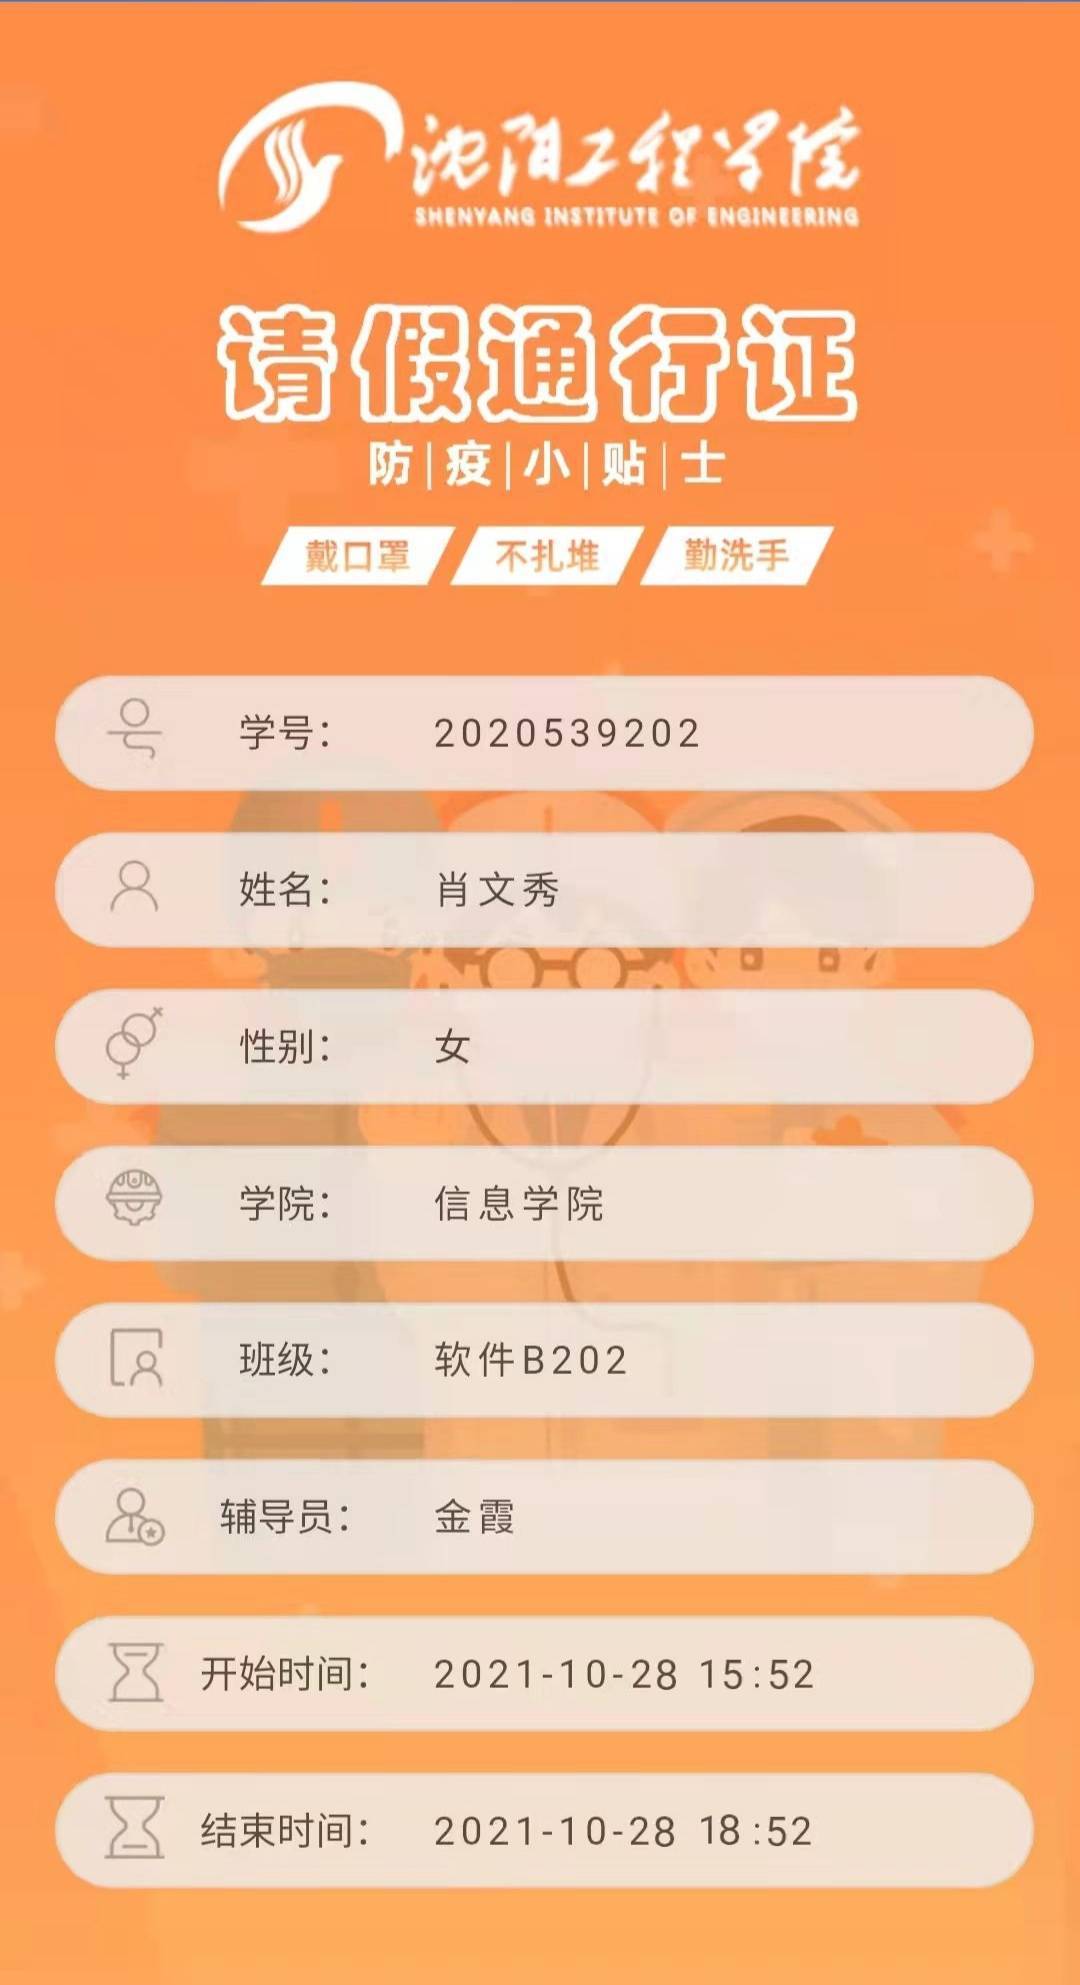 沈阳工程学院
SHENYANG INSTITUTE OF ENGINEERING
请假通行证
防|疫|小|贴|士
戴口罩 不扎堆 勤洗手
学号： 2020539202
姓名： 肖文秀
性别： 女
学院： 信息学院
班级： 软件B202
辅导员： 金霞
开始时间： 2021-10-28 15:52
结束时间： 2021-10-28 18:52